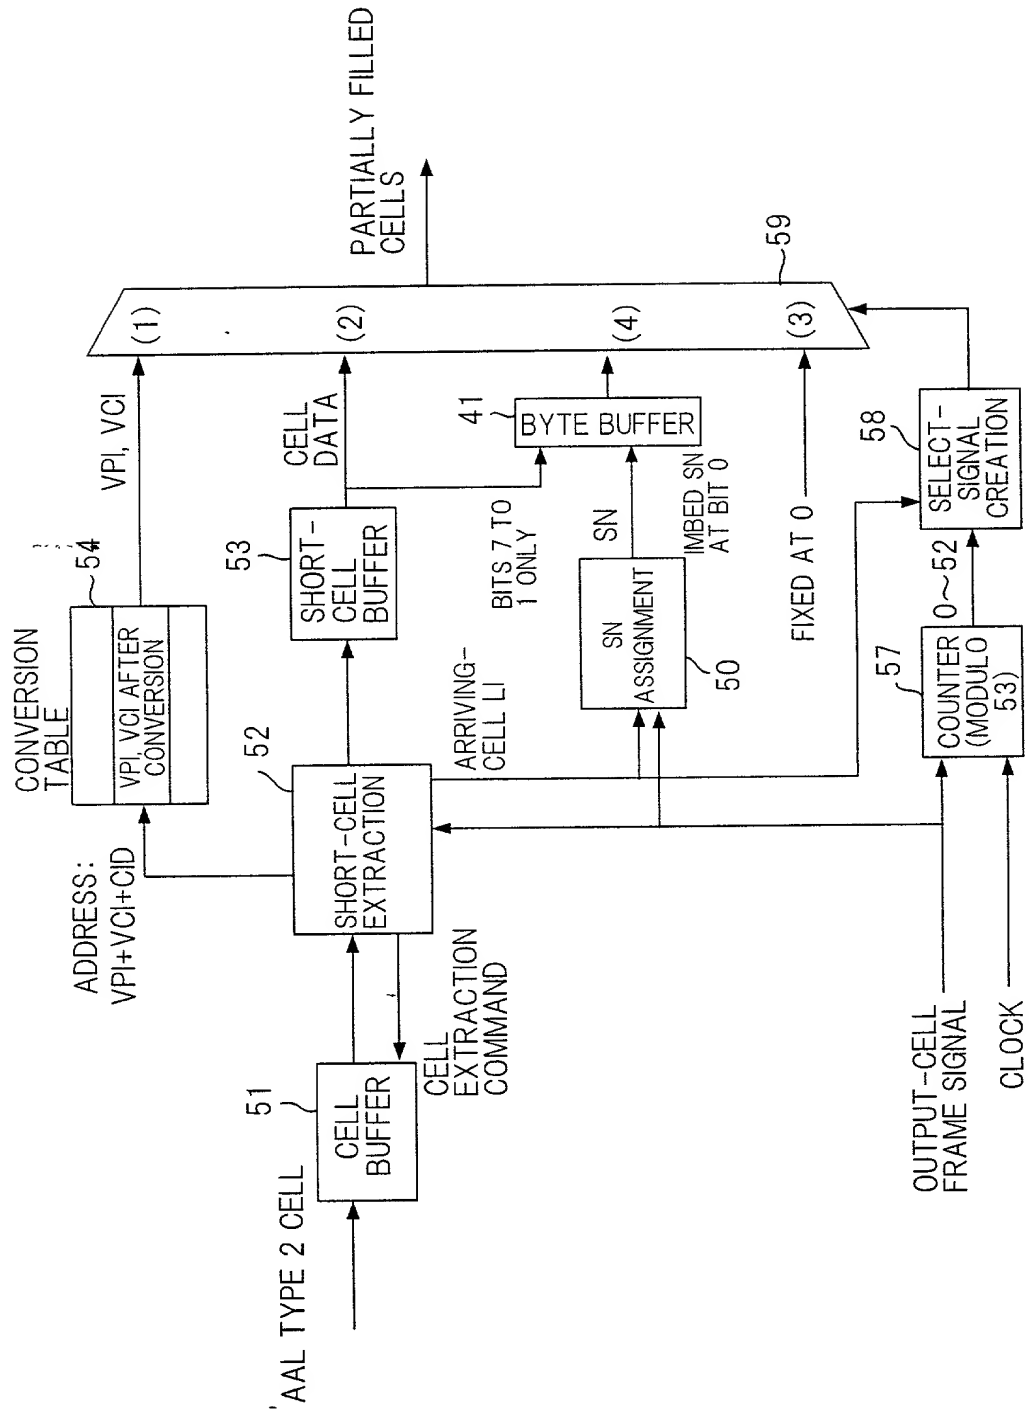 AAL TYPE 2 CELL
51
CELL
BUFFER
CELL
EXTRACTION
COMMAND
ADDRESS:
VPI+VCI+CID
52
SHORT-CELL
EXTRACTION
CONVERSION
TABLE
54
VPI, VCI AFTER
CONVERSION
VPI, VCI
53
SHORT-
CELL
BUFFER
CELL
DATA
ARRIVING-
CELL LI
BITS 7 TO
1 ONLY
41
BYTE BUFFER
SN
ASSIGNMENT
50
SN
IMBED SN
AT BIT 0
FIXED AT 0
OUTPUT-CELL
FRAME SIGNAL
CLOCK
57
COUNTER
(MODULO
53)
0~52
58
SELECT-
SIGNAL
CREATION
(1)
(2)
(4)
(3)
59
PARTIALLY FILLED
CELLS